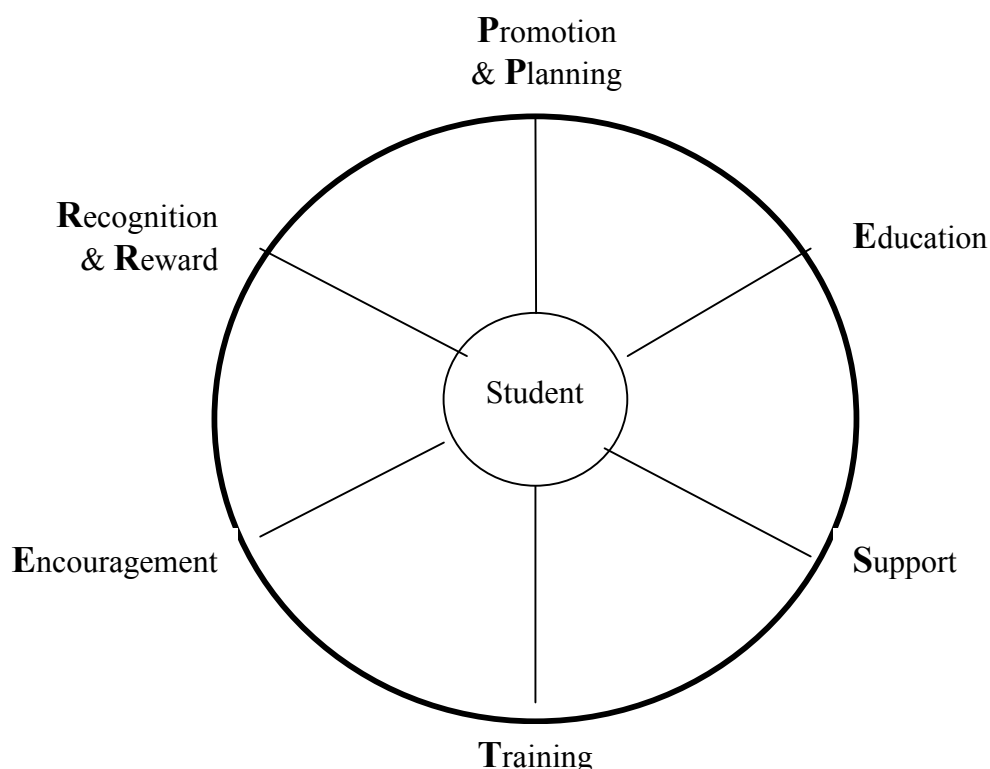 Promotion
& Planning
Recognition
& Reward
Education
Student
Encouragement
Support
Training